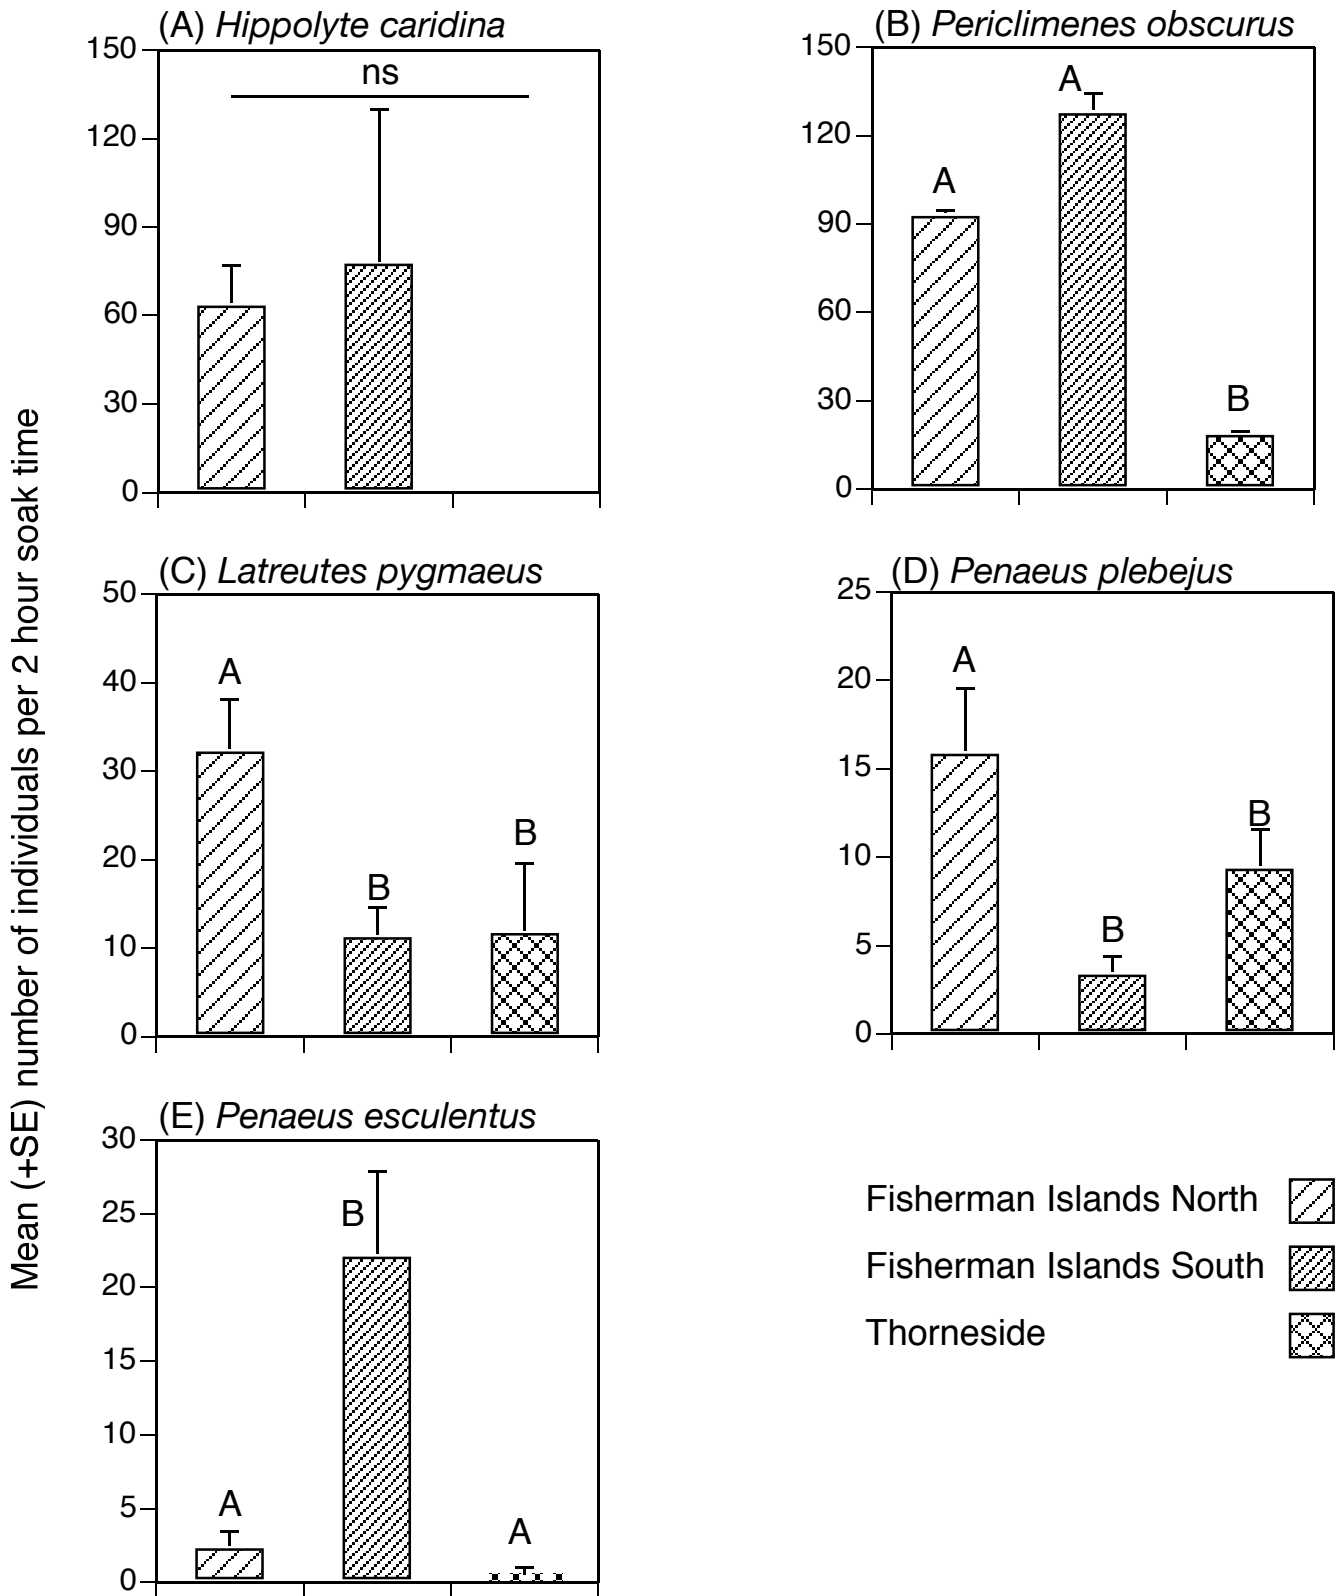 Mean (+SE) number of individuals per 2 hour soak time
(A) Hippolyte caridina
150
120
90
60
30
0
ns
(B) Periclimenes obscurus
150
120
90
60
30
0
A
A
B
(C) Latreutes pygmaeus
50
40
30
20
10
0
A
B
B
(D) Penaeus plebejus
25
20
15
10
5
0
A
B
B
(E) Penaeus esculentus
30
25
20
15
10
5
0
A
B
A
Fisherman Islands North
Fisherman Islands South
Thorneside